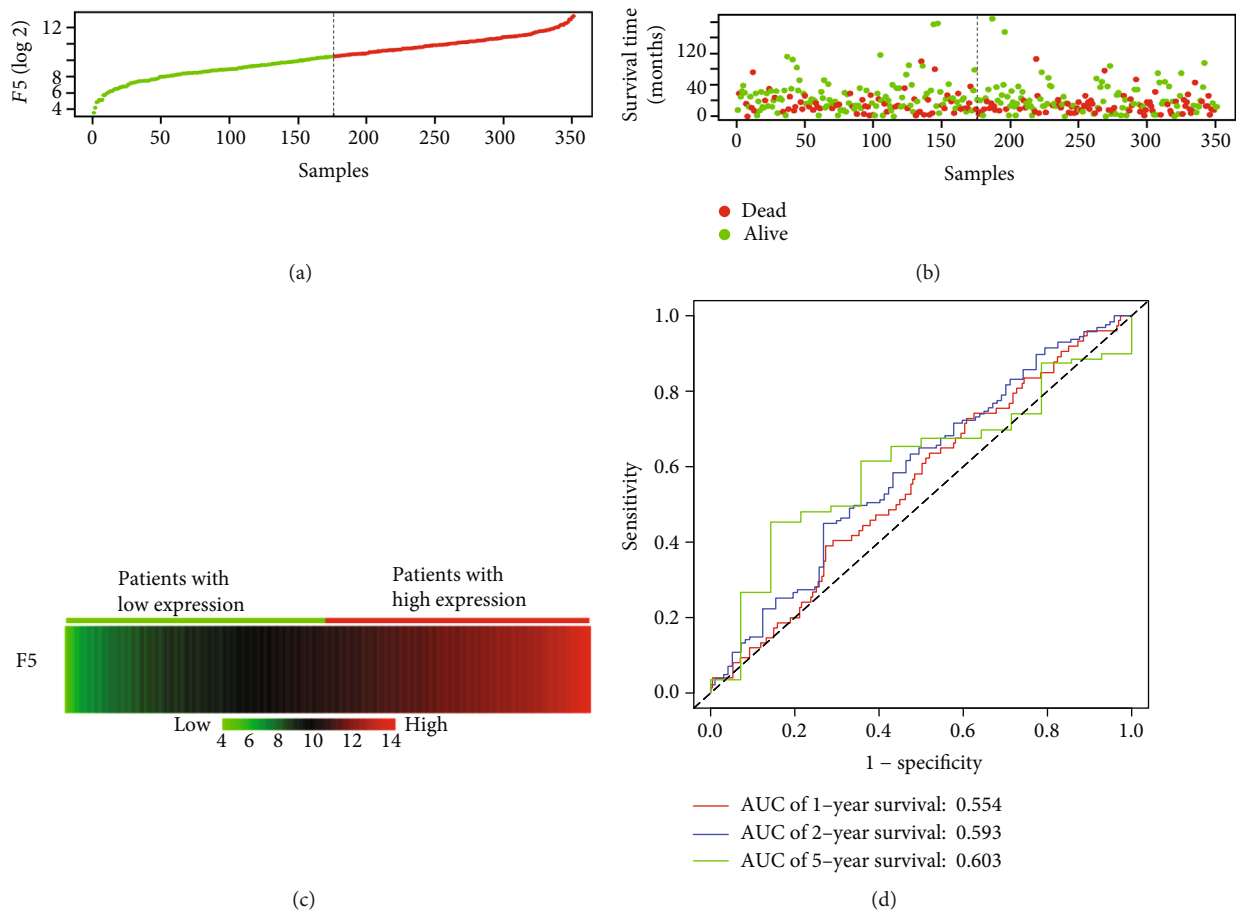 F5 (log 2)
12
8
6
4
0 50 100 150 200 250 300 350
Samples
(a)
Survival time
(months)
120
40
0
0 50 100 150 200 250 300 350
Samples
Dead
Alive
(b)
Patients with
low expression
Patients with
high expression
F5
Low High
4 6 8 10 12 14
(c)
Sensitivity
1.0
0.8
0.6
0.4
0.2
0.0
0.0 0.2 0.4 0.6 0.8 1.0
1 − specificity
AUC of 1−year survival: 0.554
AUC of 2−year survival: 0.593
AUC of 5−year survival: 0.603
(d)